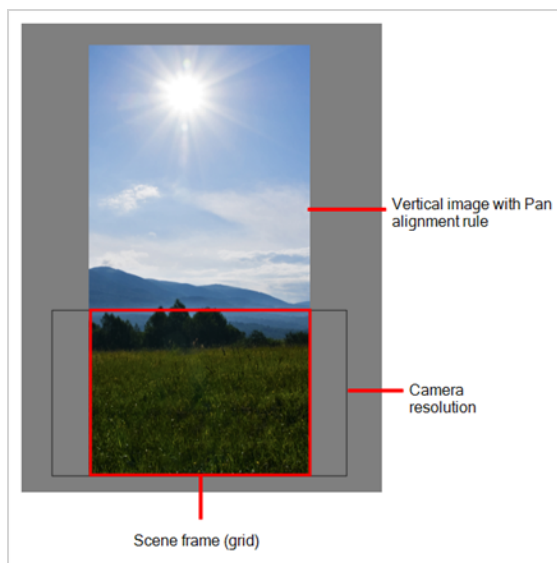 Vertical image with Pan
alignment rule
Camera
resolution
Scene frame (grid)